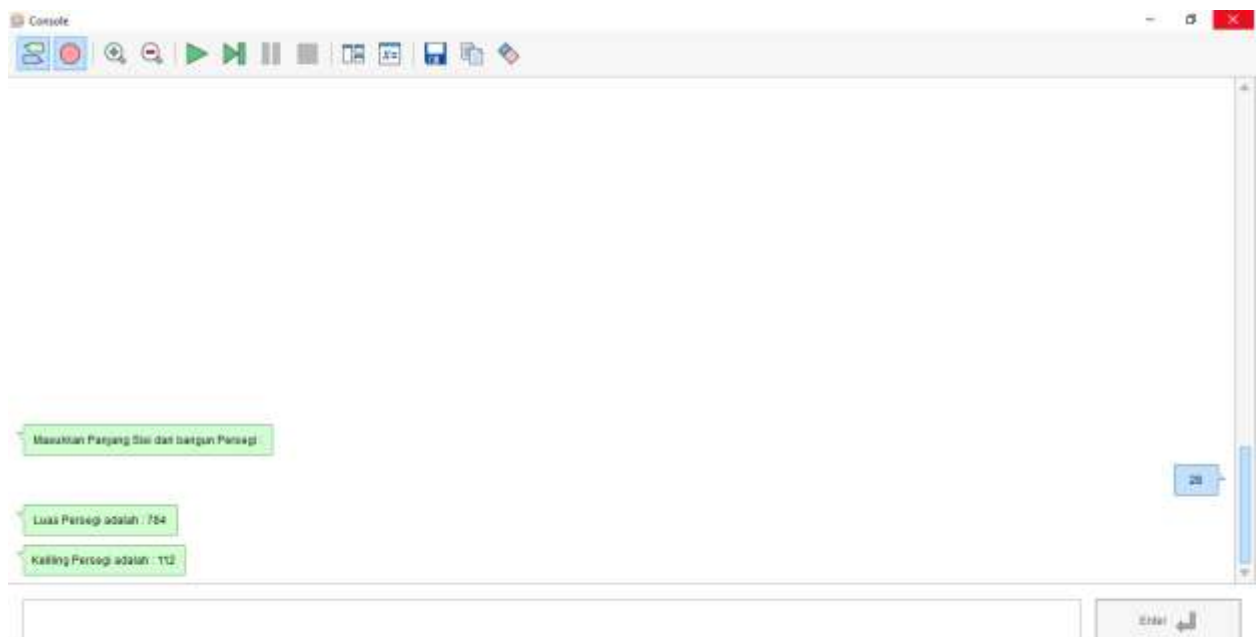 Console
Masukkan Panjang Sisi dari bangun Persegi
28
Luas Persegi adalah : 784
Keliling Persegi adalah : 112
Enter